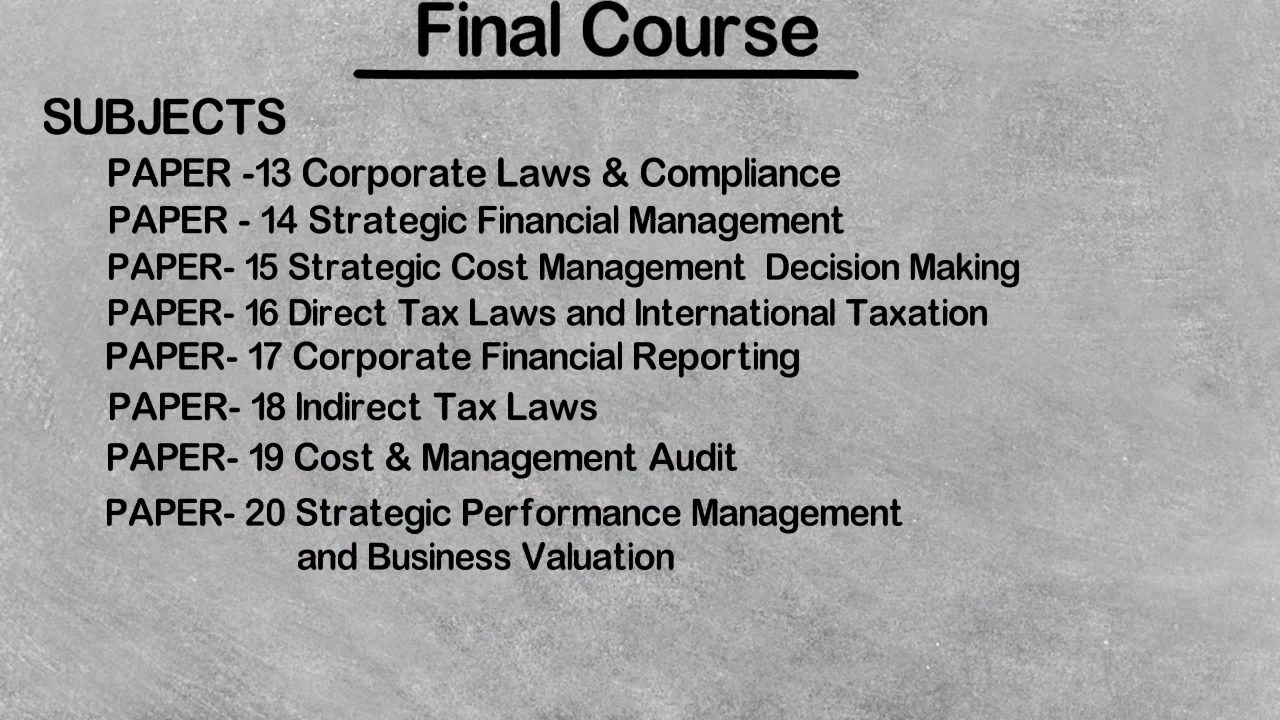 Final Course
SUBJECTS
PAPER -13 Corporate Laws & Compliance
PAPER - 14 Strategic Financial Management
PAPER- 15 Strategic Cost Management  Decision Making
PAPER- 16 Direct Tax Laws and International Taxation
PAPER- 17 Corporate Financial Reporting
PAPER- 18 Indirect Tax Laws
PAPER- 19 Cost & Management Audit
PAPER- 20 Strategic Performance Management
and Business Valuation